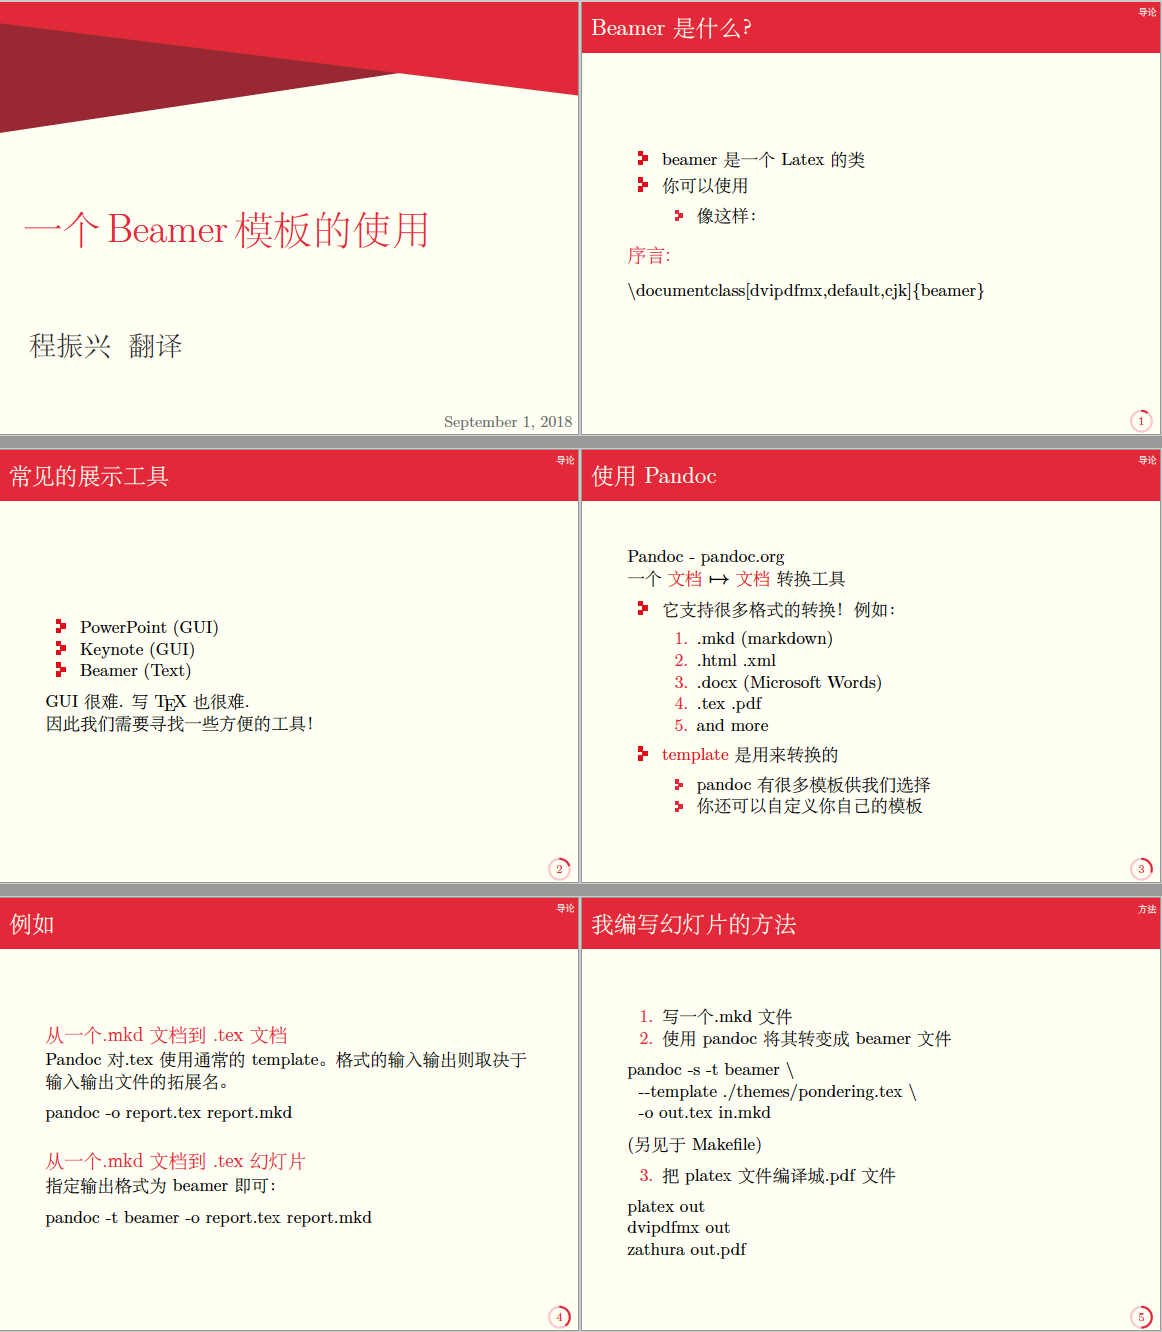 一个 Beamer 模板的使用
程振兴 翻译
September 1, 2018
导论
Beamer 是什么?
beamer 是一个 Latex 的类
你可以使用
像这样：
序言:
\documentclass[dvipdfmx,default,cjk]{beamer}
1
导论
常见的展示工具
PowerPoint (GUI)
Keynote (GUI)
Beamer (Text)
GUI 很难. 写 TEX 也很难.
因此我们需要寻找一些方便的工具！
2
导论
使用 Pandoc
Pandoc - pandoc.org
一个 文档 ↦ 文档 转换工具
它支持很多格式的转换！例如：
1. .mkd (markdown)
2. .html .xml
3. .docx (Microsoft Words)
4. .tex .pdf
5. and more
template 是用来转换的
pandoc 有很多模板供我们选择
你还可以自定义你自己的模板
3
导论
例如
从一个.mkd 文档到 .tex 文档
Pandoc 对.tex 使用通常的 template。格式的输入输出则取决于
输入输出文件的拓展名。
pandoc -o report.tex report.mkd
从一个.mkd 文档到 .tex 幻灯片
指定输出格式为 beamer 即可：
pandoc -t beamer -o report.tex report.mkd
4
方法
我编写幻灯片的方法
1. 写一个.mkd 文件
2. 使用 pandoc 将其转变成 beamer 文件
pandoc -s -t beamer \
--template ./themes/pondering.tex \
-o out.tex in.mkd
(另见于 Makefile)
3. 把 platex 文件编译城.pdf 文件
platex out
dvipdfmx out
zathura out.pdf
5